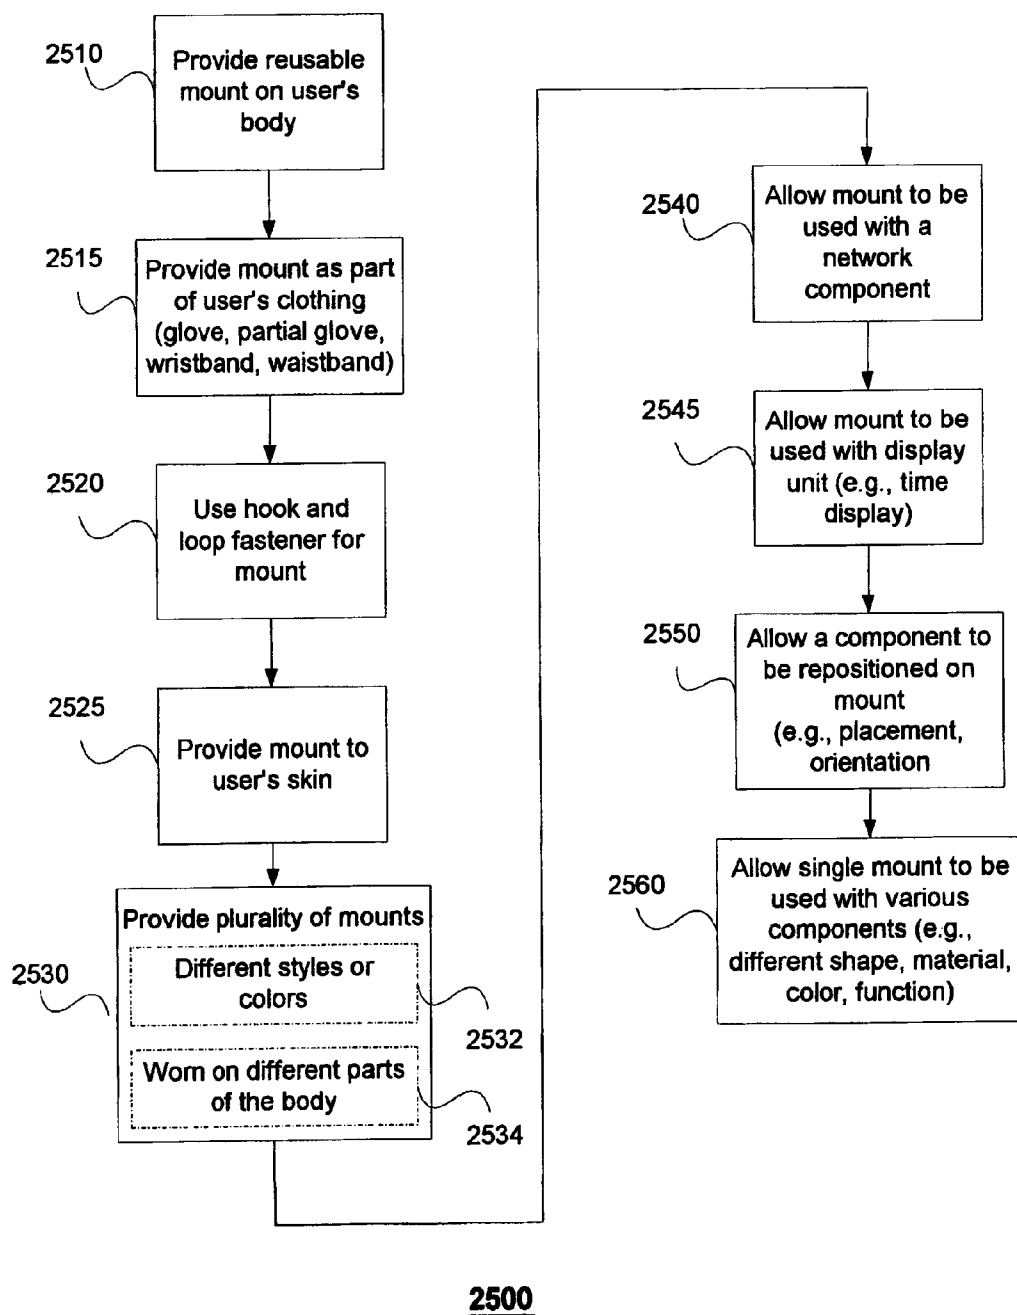 2510
Provide reusable
mount on user's
body
2515
Provide mount as part
of user's clothing
(glove, partial glove,
wristband, waistband)
2520
Use hook and
loop fastener for
mount
2525
Provide mount to
user's skin
2530
Provide plurality of mounts
Different styles or
colors
2532
Worn on different parts
of the body
2534
2540
Allow mount to be
used with a
network
component
2545
Allow mount to be
used with display
unit (e.g., time
display)
2550
Allow a component to
be repositioned on
mount
(e.g., placement,
orientation
2560
Allow single mount to be
used with various
components (e.g.,
different shape, material,
color, function)
2500